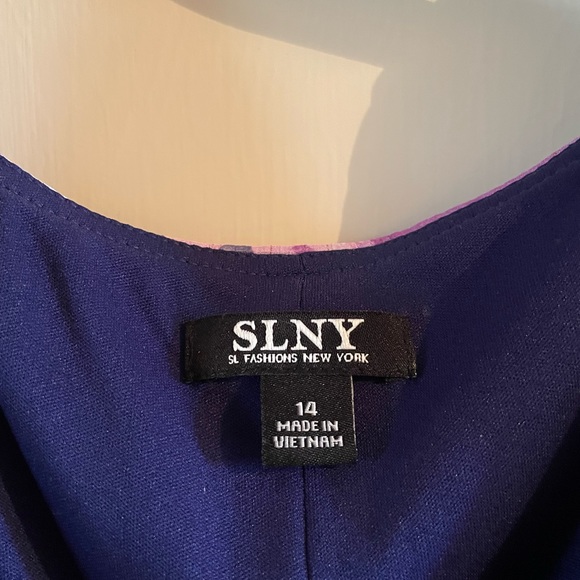 SLNY
SL FASHIONS NEW YORK
14
MADE IN
VIETNAM